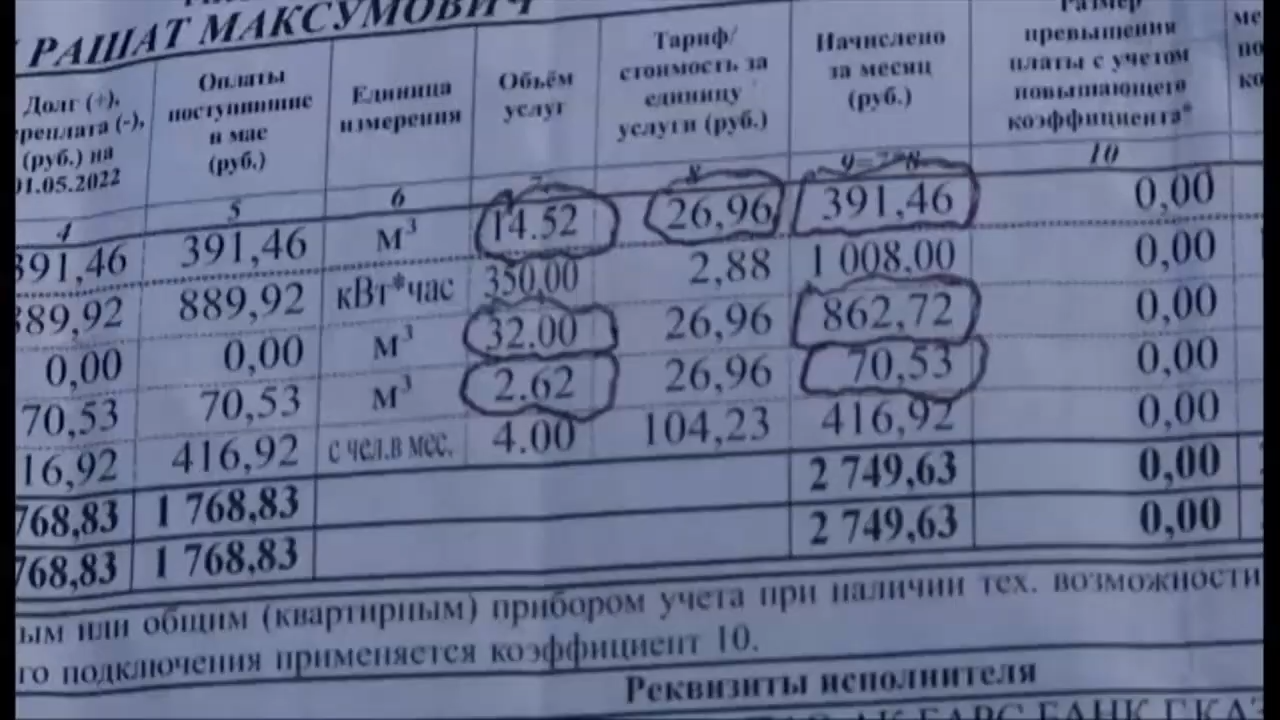 РАШАТ МАКСУМОВИЧ
Долг (+), реплата (-), (руб.) на 01.05.2022 Оплаты поступившие в мае (руб.) Единица измерения Объём услуг Тариф/ стоимость за единицу услуги (руб.) Начислено за месяц (руб.) Размер превышения платы с учетом повышающего коэффициента*
4 5 6 7 8 9=7*8 10
391,46 391,46 м³ 14.52 26,96 391,46 0,00
889,92 889,92 кВт*час 350.00 2,88 1 008,00 0,00
0,00 0,00 м³ 32.00 26,96 862,72 0,00
70,53 70,53 м³ 2.62 26,96 70,53 0,00
16,92 416,92 с чел.в мес. 4.00 104,23 416,92 0,00
768,83 1 768,83 2 749,63 0,00
768,83 1 768,83 2 749,63 0,00
ым или общим (квартирным) прибором учета при наличии тех. возможности
го подключения применяется коэффициент 10.
Реквизиты исполнителя
БАРС БАНК Г.КАЗ